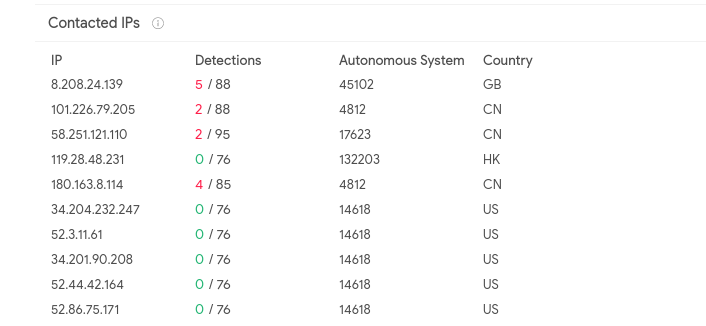 Contacted IPs
IP Detections Autonomous System Country
8.208.24.139 5 / 88 45102 GB
101.226.79.205 2 / 88 4812 CN
58.251.121.110 2 / 95 17623 CN
119.28.48.231 0 / 76 132203 HK
180.163.8.114 4 / 85 4812 CN
34.204.232.247 0 / 76 14618 US
52.3.11.61 0 / 76 14618 US
34.201.90.208 0 / 76 14618 US
52.44.42.164 0 / 76 14618 US
52.86.75.171 0 / 76 14618 US